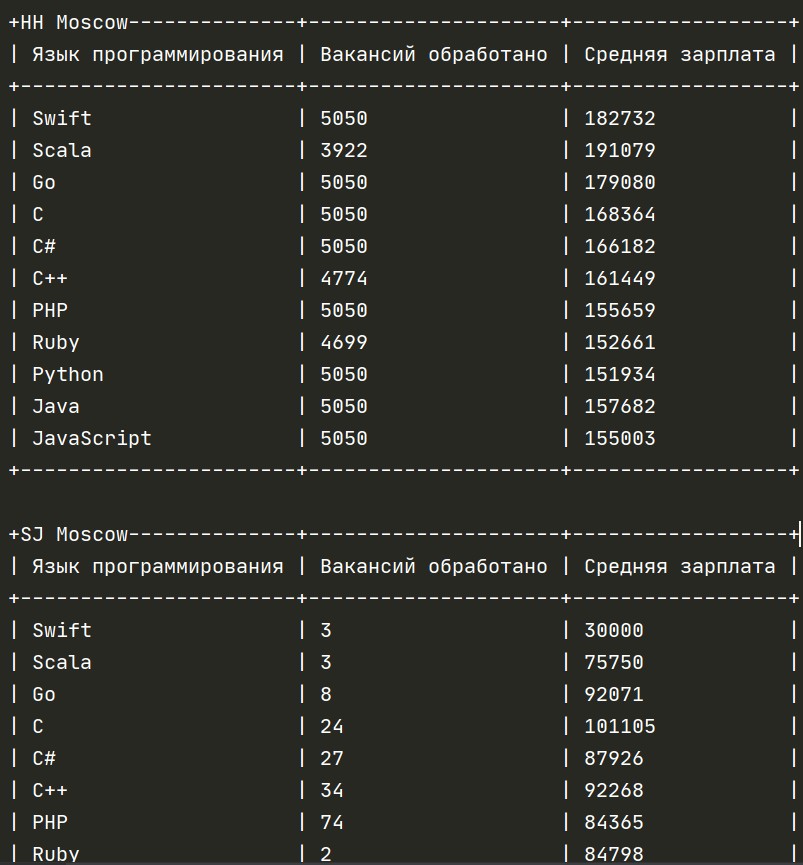 +HH Moscow--------------+---------------------+------------------+
| Язык программирования | Вакансий обработано | Средняя зарплата |
+-----------------------+---------------------+------------------+
| Swift                 | 5050                | 182732           |
| Scala                 | 3922                | 191079           |
| Go                    | 5050                | 179080           |
| C                     | 5050                | 168364           |
| C#                    | 5050                | 166182           |
| C++                   | 4774                | 161449           |
| PHP                   | 5050                | 155659           |
| Ruby                  | 4699                | 152661           |
| Python                | 5050                | 151934           |
| Java                  | 5050                | 157682           |
| JavaScript            | 5050                | 155003           |
+-----------------------+---------------------+------------------+
+SJ Moscow--------------+---------------------+------------------+
| Язык программирования | Вакансий обработано | Средняя зарплата |
+-----------------------+---------------------+------------------+
| Swift                 | 3                   | 30000            |
| Scala                 | 3                   | 75750            |
| Go                    | 8                   | 92071            |
| C                     | 24                  | 101105           |
| C#                    | 27                  | 87926            |
| C++                   | 34                  | 92268            |
| PHP                   | 74                  | 84365            |
| Ruby                  | 2                   | 84798            |